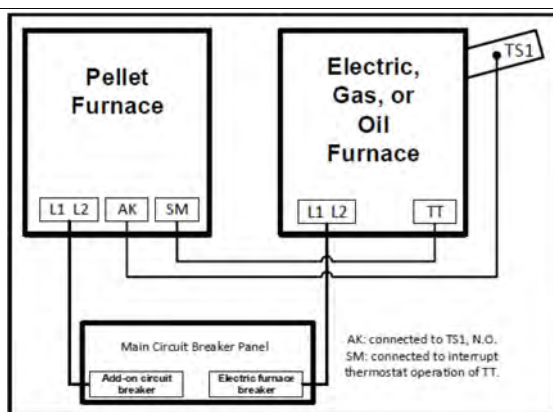 Pellet
Furnace
Electric,
Gas, or
Oil
Furnace
TS1
L1 L2
AK
SM
L1 L2
TT
Main Circuit Breaker Panel
Add-on circuit
breaker
Electric furnace
breaker
AK: connected to TS1, N.O.
SM: connected to interrupt
thermostat operation of TT.